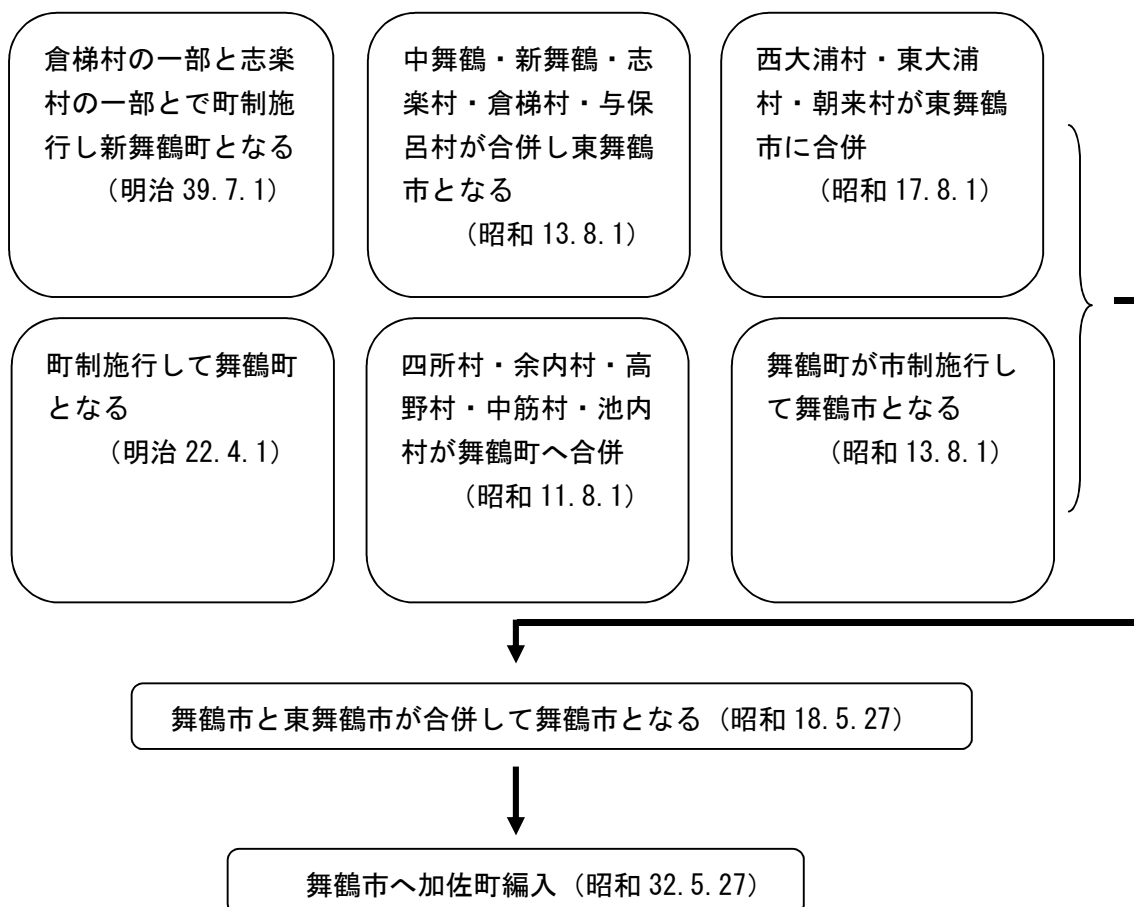 倉梯村の一部と志楽
村の一部とで町制施
行し新舞鶴町となる
（明治 39.7.1）
中舞鶴・新舞鶴・志
楽村・倉梯村・与保
呂村が合併し東舞鶴
市となる
（昭和 13.8.1）
西大浦村・東大浦
村・朝来村が東舞鶴
市に合併
（昭和 17.8.1）
町制施行して舞鶴町
となる
（明治 22.4.1）
四所村・余内村・高
野村・中筋村・池内
村が舞鶴町へ合併
（昭和 11.8.1）
舞鶴町が市制施行し
て舞鶴市となる
（昭和 13.8.1）
舞鶴市と東舞鶴市が合併して舞鶴市となる（昭和 18.5.27）
舞鶴市へ加佐町編入（昭和 32.5.27）